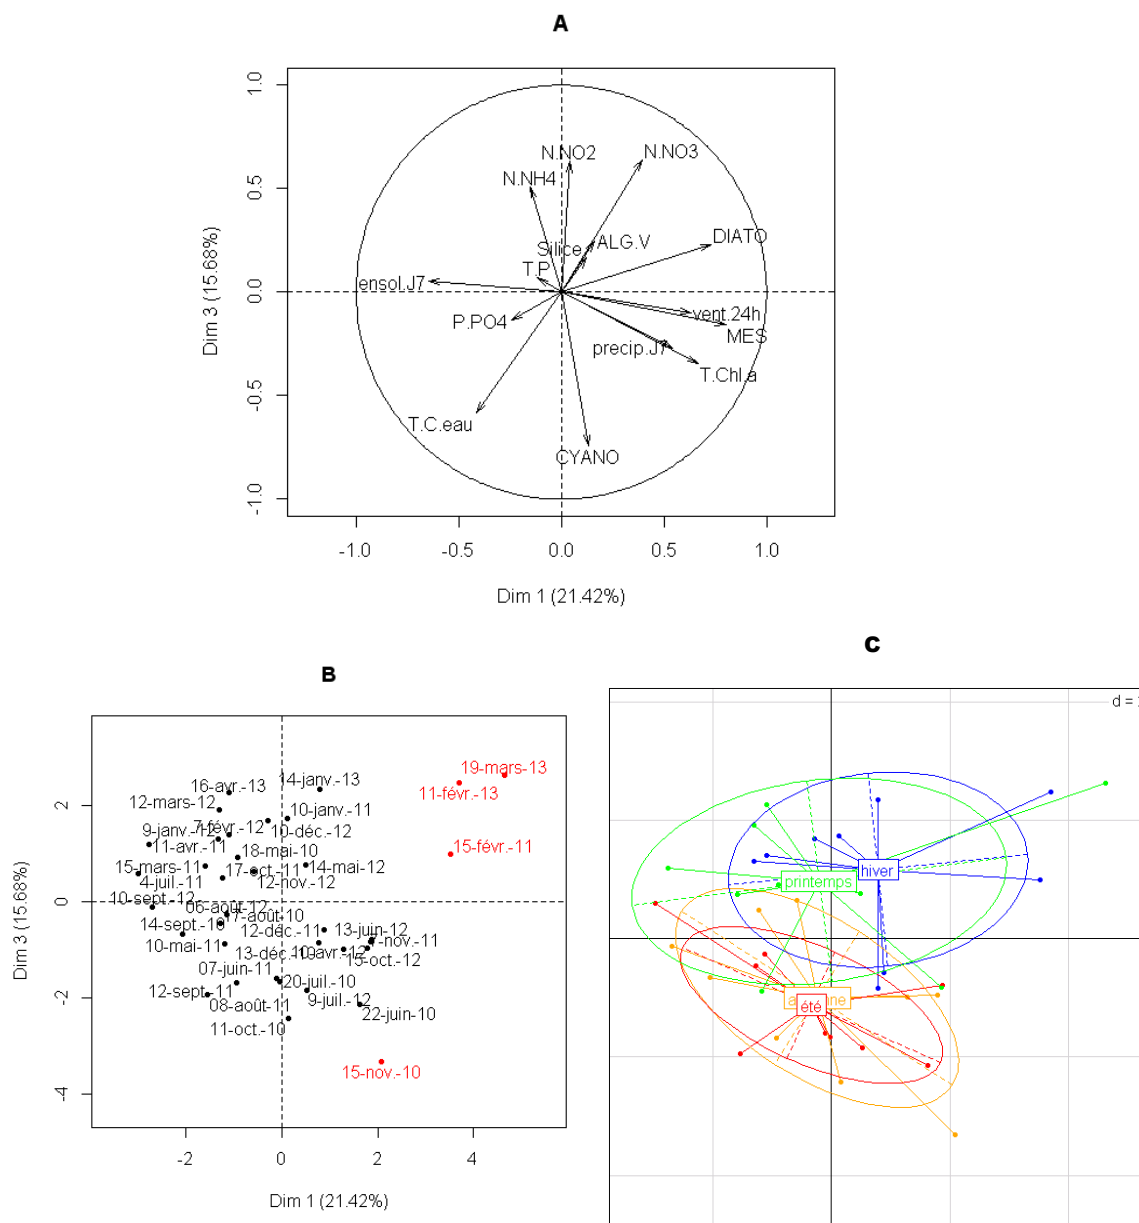 A
Dim 3 (15.68%)
1.0
0.5
0.0
-0.5
-1.0
N.NO2
N.NO3
N.NH4
DIATO
Silice
ALG.V
T.P
ensol.J7
P.PO4
vent.24h
MES
precip.J7
T.Chl.a
T.C.eau
CYANO
-1.0 -0.5 0.0 0.5 1.0
Dim 1 (21.42%)
B
Dim 3 (15.68%)
2
0
-2
-4
19-mars-13
14-janv.-13
16-avr.-13
11-févr.-13
12-mars-12
10-janv.-11
7-févr.-12
9-janv.-12
10-déc.-12
11-avr.-11
18-mai-10
15-févr.-11
15-mars-11
17-oct.-11
14-mai-12
4-juil.-11
12-nov.-12
10-sept.-12
06-août-12
17-août-10
14-sept.-10
12-déc.-11
13-juin-12
7-nov.-11
10-mai-11
13-déc.-10
10-avr.-12
15-oct.-12
07-juin-11
20-juil.-10
12-sept.-11
9-juil.-12
08-août-11
22-juin-10
11-oct.-10
15-nov.-10
-2 0 2 4
Dim 1 (21.42%)
C
d =
hiver
printemps
été